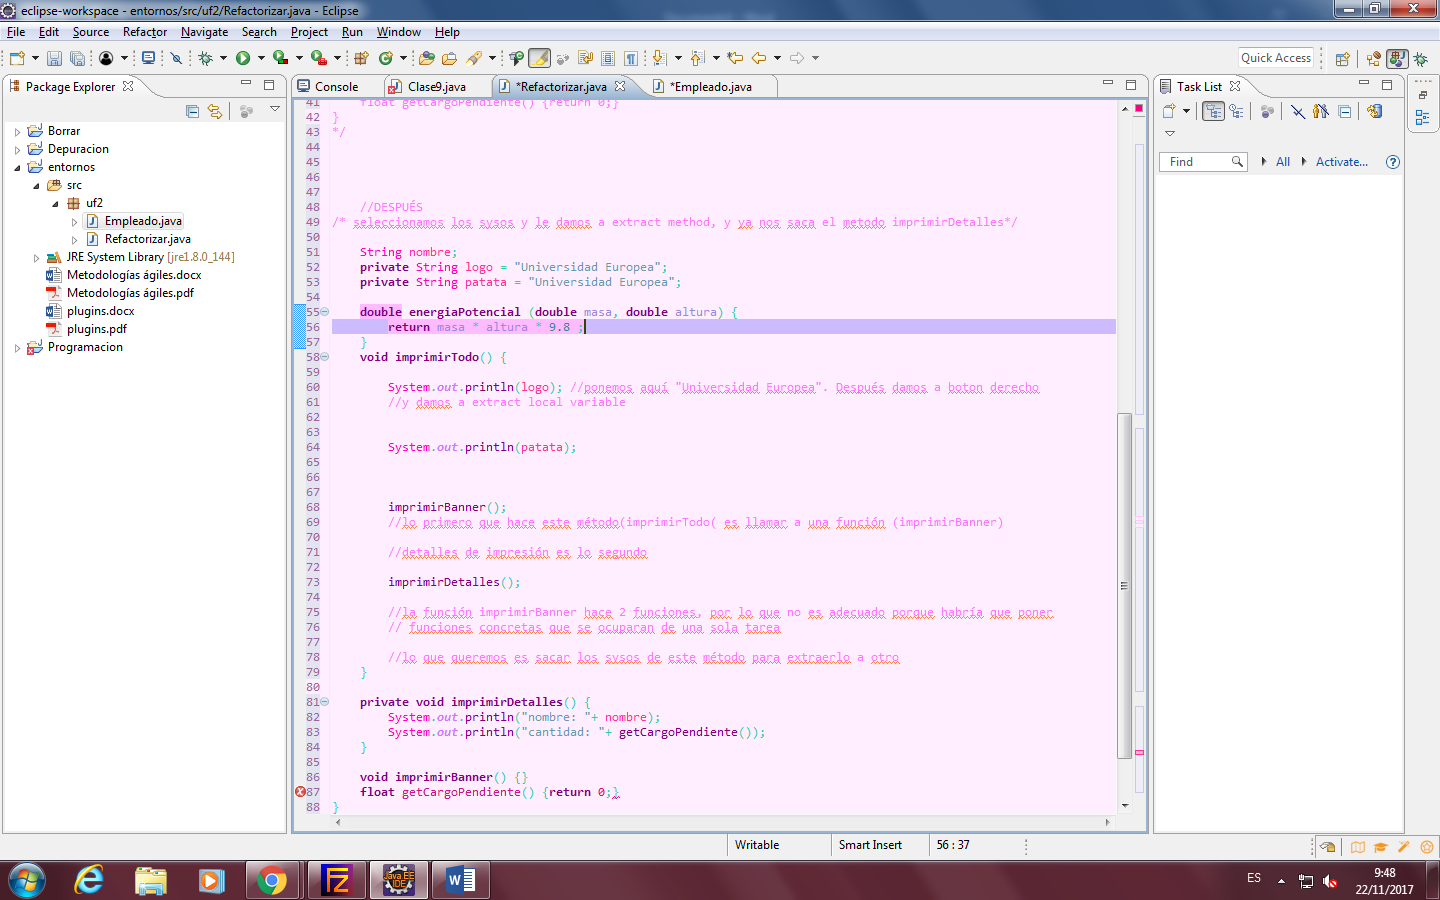 eclipse-workspace - entornos/src/uf2/Refactorizar.java - Eclipse
File Edit Source Refactor Navigate Search Project Run Window Help
Quick Access
Package Explorer
Console
Clase9.java
*Refactorizar.java
*Empleado.java
Task List
Borrar
Depuracion
entornos
src
uf2
Empleado.java
Refactorizar.java
JRE System Library [jre1.8.0_144]
Metodologías ágiles.docx
Metodologías ágiles.pdf
plugins.docx
plugins.pdf
Programacion
41 float getCargoPendiente() {return 0;}
42 }
43 */
44
45
46
47
48 //DESPUÉS
49 /* seleccionamos los sysos y le damos a extract method, y ya nos saca el metodo imprimirDetalles*/
50
51 String nombre;
52 private String logo = "Universidad Europea";
53 private String patata = "Universidad Europea";
54
55 double energiaPotencial (double masa, double altura) {
56 return masa * altura * 9.8 ;
57 }
58 void imprimirTodo() {
59
60 System.out.println(logo); //ponemos aquí "Universidad Europea". Después damos a boton derecho
61 //y damos a extract local variable
62
63
64 System.out.println(patata);
65
66
67
68 imprimirBanner();
69 //lo primero que hace este método(imprimirTodo( es llamar a una función (imprimirBanner)
70
71 //detalles de impresión es lo segundo
72
73 imprimirDetalles();
74
75 //la función imprimirBanner hace 2 funciones, por lo que no es adecuado porque habría que poner
76 // funciones concretas que se ocuparan de una sola tarea
77
78 //lo que queremos es sacar los sysos de este método para extraerlo a otro
79 }
80
81 private void imprimirDetalles() {
82 System.out.println("nombre: "+ nombre);
83 System.out.println("cantidad: "+ getCargoPendiente());
84 }
85
86 void imprimirBanner() {}
87 float getCargoPendiente() {return 0;}
88 }
Find
All
Activate...
Writable
Smart Insert
56 : 37
Java EE
IDE
ES
9:48
22/11/2017